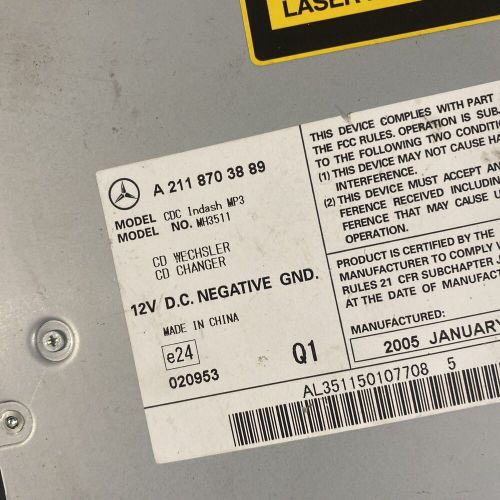 LASER
A 211 870 38 89
MODEL CDC Indash MP3
MODEL NO. MH3511
CD WECHSLER
CD CHANGER
12V D.C. NEGATIVE GND.
MADE IN CHINA
e24
020953
Q1
THIS DEVICE COMPLIES WITH PART
THE FCC RULES. OPERATION IS SUBJ
TO THE FOLLOWING TWO CONDITIO
(1) THIS DEVICE MAY NOT CAUSE HA
INTERFERENCE.
(2) THIS DEVICE MUST ACCEPT AN
FERENCE RECEIVED INCLUDING
FERENCE THAT MAY CAUSE U
OPERATION.
PRODUCT IS CERTIFIED BY THE
MANUFACTURER TO COMPLY W
RULES 21 CFR SUBCHAPTER J
AT THE DATE OF MANUFACT
MANUFACTURED:
2005 JANUARY
AL351150107708 5